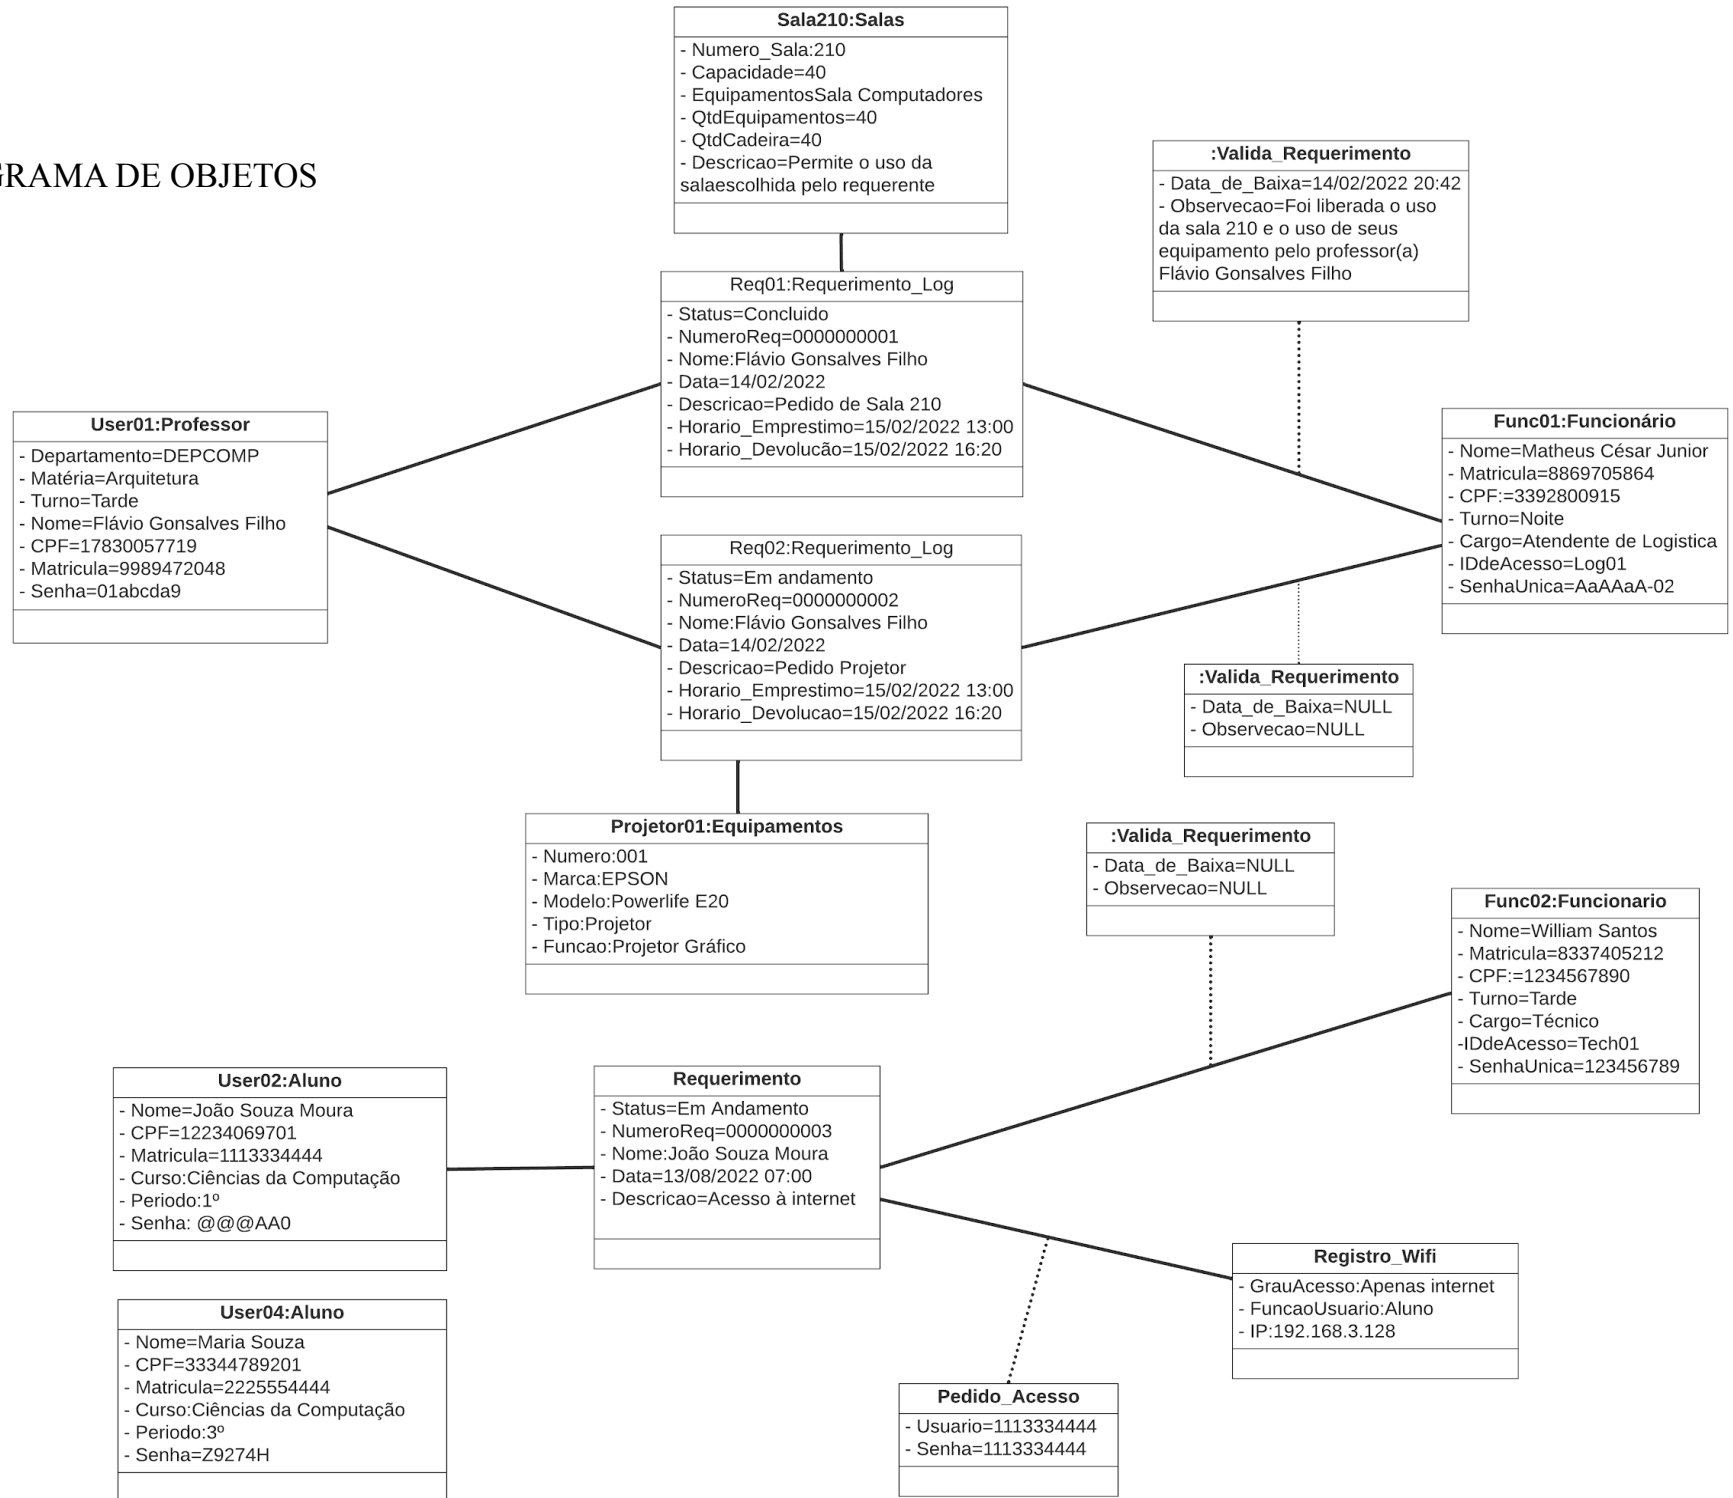 GRAMA DE OBJETOS
Sala210:Salas
- Numero_Sala:210
- Capacidade=40
- EquipamentosSala Computadores
- QtdEquipamentos=40
- QtdCadeira=40
- Descricao=Permite o uso da
salaescolhida pelo requerente
:Valida_Requerimento
- Data_de_Baixa=14/02/2022 20:42
- Observecao=Foi liberada o uso
da sala 210 e o uso de seus
equipamento pelo professor(a)
Flávio Gonsalves Filho
Req01:Requerimento_Log
- Status=Concluido
- NumeroReq=0000000001
- Nome:Flávio Gonsalves Filho
- Data=14/02/2022
- Descricao=Pedido de Sala 210
- Horario_Emprestimo=15/02/2022 13:00
- Horario_Devolucão=15/02/2022 16:20
User01:Professor
- Departamento=DEPCOMP
- Matéria=Arquitetura
- Turno=Tarde
- Nome=Flávio Gonsalves Filho
- CPF=17830057719
- Matricula=9989472048
- Senha=01abcda9
Func01:Funcionário
- Nome=Matheus César Junior
- Matricula=8869705864
- CPF:=3392800915
- Turno=Noite
- Cargo=Atendente de Logistica
- IDdeAcesso=Log01
- SenhaUnica=AaAAaA-02
Req02:Requerimento_Log
- Status=Em andamento
- NumeroReq=0000000002
- Nome:Flávio Gonsalves Filho
- Data=14/02/2022
- Descricao=Pedido Projetor
- Horario_Emprestimo=15/02/2022 13:00
- Horario_Devolucao=15/02/2022 16:20
:Valida_Requerimento
- Data_de_Baixa=NULL
- Observecao=NULL
Projetor01:Equipamentos
- Numero:001
- Marca:EPSON
- Modelo:Powerlife E20
- Tipo:Projetor
- Funcao:Projetor Gráfico
:Valida_Requerimento
- Data_de_Baixa=NULL
- Observecao=NULL
Func02:Funcionario
- Nome=William Santos
- Matricula=8337405212
- CPF:=1234567890
- Turno=Tarde
- Cargo=Técnico
-IDdeAcesso=Tech01
- SenhaUnica=123456789
User02:Aluno
- Nome=João Souza Moura
- CPF=12234069701
- Matricula=1113334444
- Curso:Ciências da Computação
- Periodo:1º
- Senha: @@@AA0
Requerimento
- Status=Em Andamento
- NumeroReq=0000000003
- Nome:João Souza Moura
- Data=13/08/2022 07:00
- Descricao=Acesso à internet
Registro_Wifi
- GrauAcesso:Apenas internet
- FuncaoUsuario:Aluno
- IP:192.168.3.128
User04:Aluno
- Nome=Maria Souza
- CPF=33344789201
- Matricula=2225554444
- Curso:Ciências da Computação
- Periodo:3º
- Senha=Z9274H
Pedido_Acesso
- Usuario=1113334444
- Senha=1113334444